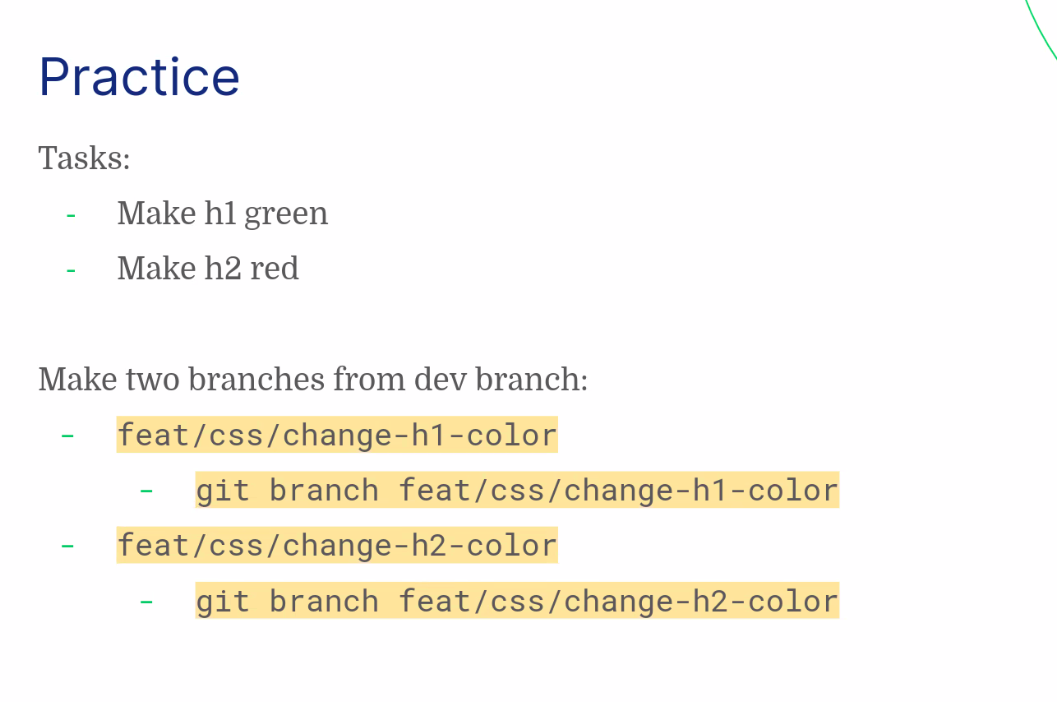 Practice
Tasks:
- Make h1 green
- Make h2 red
Make two branches from dev branch:
- feat/css/change-h1-color
- git branch feat/css/change-h1-color
- feat/css/change-h2-color
- git branch feat/css/change-h2-color